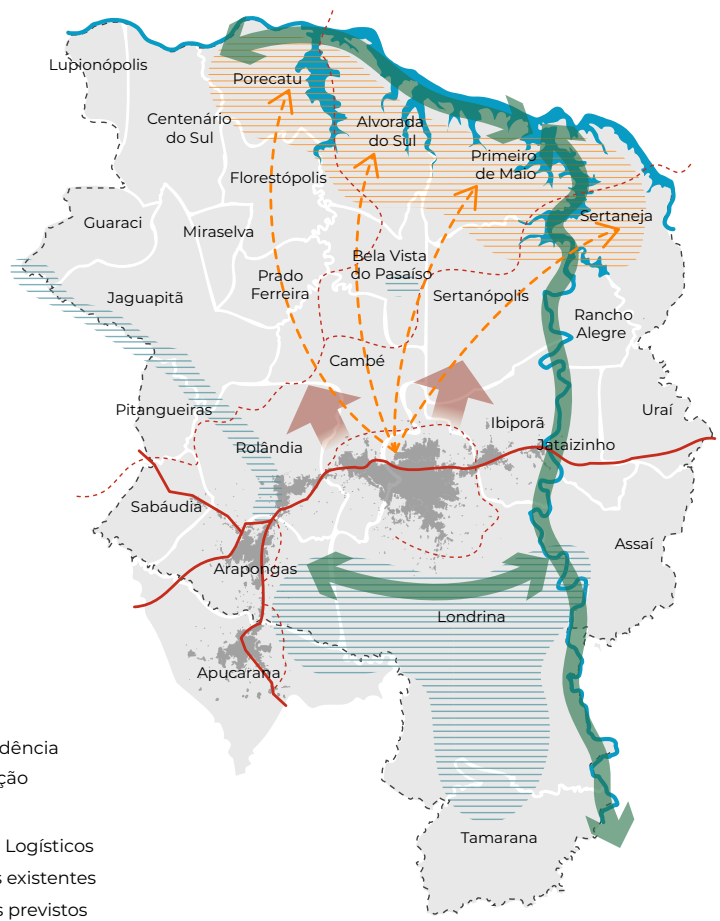 Lupionópolis
Porecatu
Centenário
do Sul
Alvorada
do Sul
Primeiro
de Maio
Florestópolis
Guaraci
Miraselva
Sertaneja
Bela Vista
do Pasaíso
Prado
Ferreira
Jaguapitã
Sertanópolis
Rancho
Alegre
Cambé
Pitangueiras
Uraí
Ibiporã
Rolândia
Jataizinho
Sabáudia
Assaí
Arapongas
Londrina
Apucarana
dência
ção
Tamarana
Logísticos
s existentes
s previstos